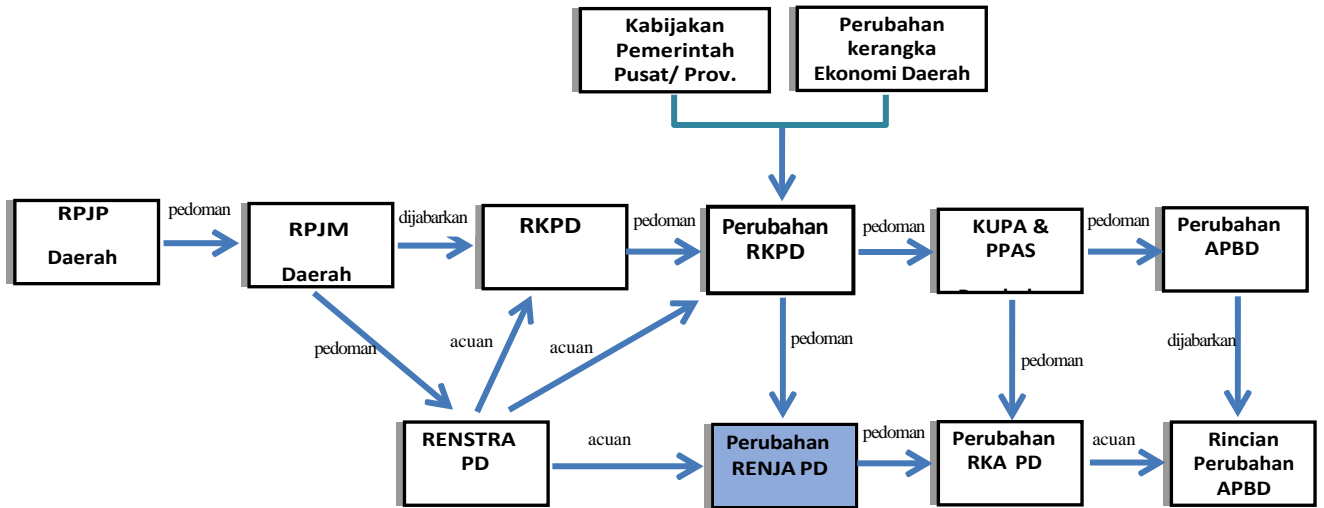 Kabijakan
Pemerintah
Pusat/ Prov.
Perubahan
kerangka
Ekonomi Daerah
RPJP
Daerah
pedoman
RPJM
Daerah
dijabarkan
RKPD
pedoman
Perubahan
RKPD
pedoman
KUPA &
PPAS
pedoman
Perubahan
APBD
pedoman
acuan
acuan
pedoman
pedoman
dijabarkan
RENSTRA
PD
acuan
Perubahan
RENJA PD
pedoman
Perubahan
RKA PD
acuan
Rincian
Perubahan
APBD